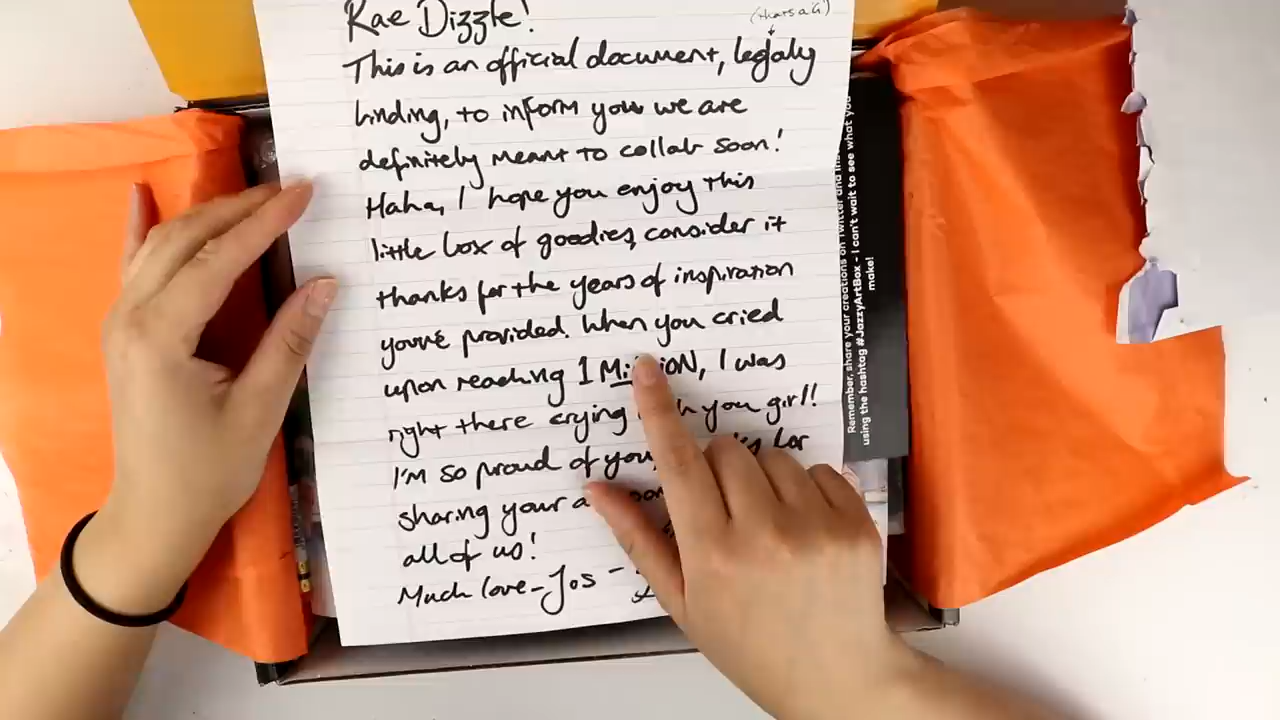 Rae Dizzle!
(thats a G!)
This is an official document, legaly
binding, to inform you we are
definitely meant to collab soon!
Haha, I hope you enjoy this
little box of goodies, consider it
thanks for the years of inspiration
you've provided. When you cried
upon reaching 1 Million, I was
right there crying you girl!
I'm so proud of you, for
sharing your
all of us!
Much love - Jos -
Remember, share your creations on Twitter and
using the hashtag #JazzyArtBox - I can't wait to see what you
make!